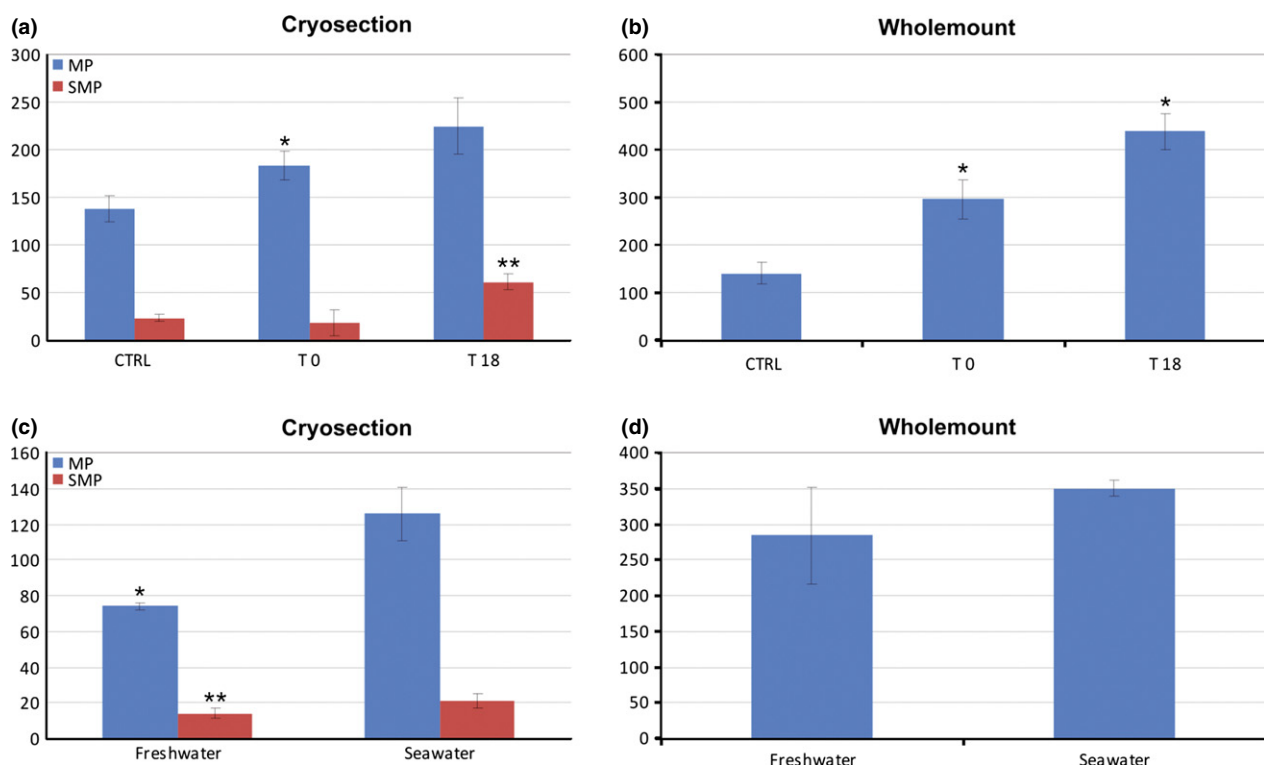 (a)
Cryosection
300
250
200
150
100
50
0
MP
SMP
*
**
CTRL
T 0
T 18
(b)
Wholemount
600
500
400
300
200
100
0
*
*
CTRL
T 0
T 18
(c)
Cryosection
160
140
120
100
80
60
40
20
0
MP
SMP
*
**
Freshwater
Seawater
(d)
Wholemount
400
350
300
250
200
150
100
50
0
Freshwater
Seawater